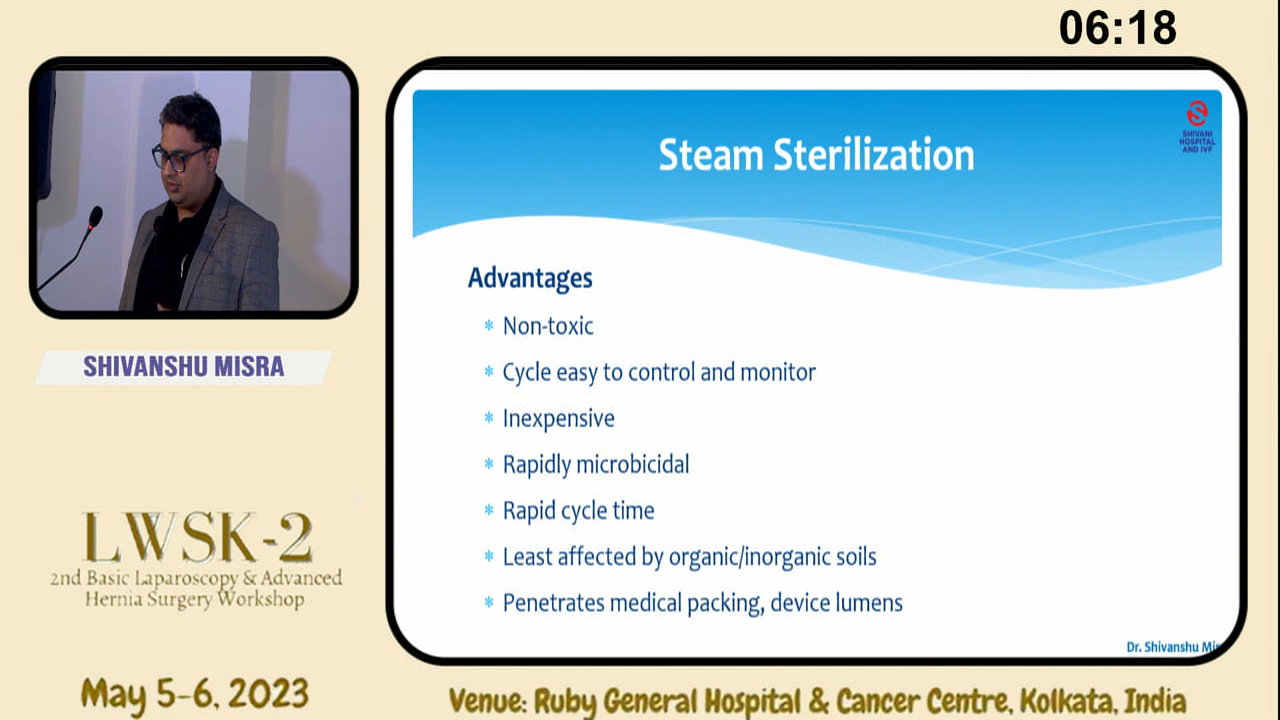 06:18
SHIVANI
HOSPITAL
AND IVF
Steam Sterilization
Advantages
* Non-toxic
* Cycle easy to control and monitor
* Inexpensive
* Rapidly microbicidal
* Rapid cycle time
* Least affected by organic/inorganic soils
* Penetrates medical packing, device lumens
Dr. Shivanshu
SHIVANSHU MISRA
LWSK-2
2nd Basic Laparoscopy & Advanced
Hernia Surgery Workshop
May 5-6, 2023
Venue: Ruby General Hospital & Cancer Centre, Kolkata, India